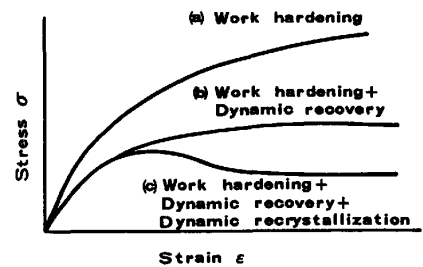 (a) Work hardening
(b) Work hardening+
Dynamic recovery
(c) Work hardening+
Dynamic recovery+
Dynamic recrystallization
Stress σ
Strain ε